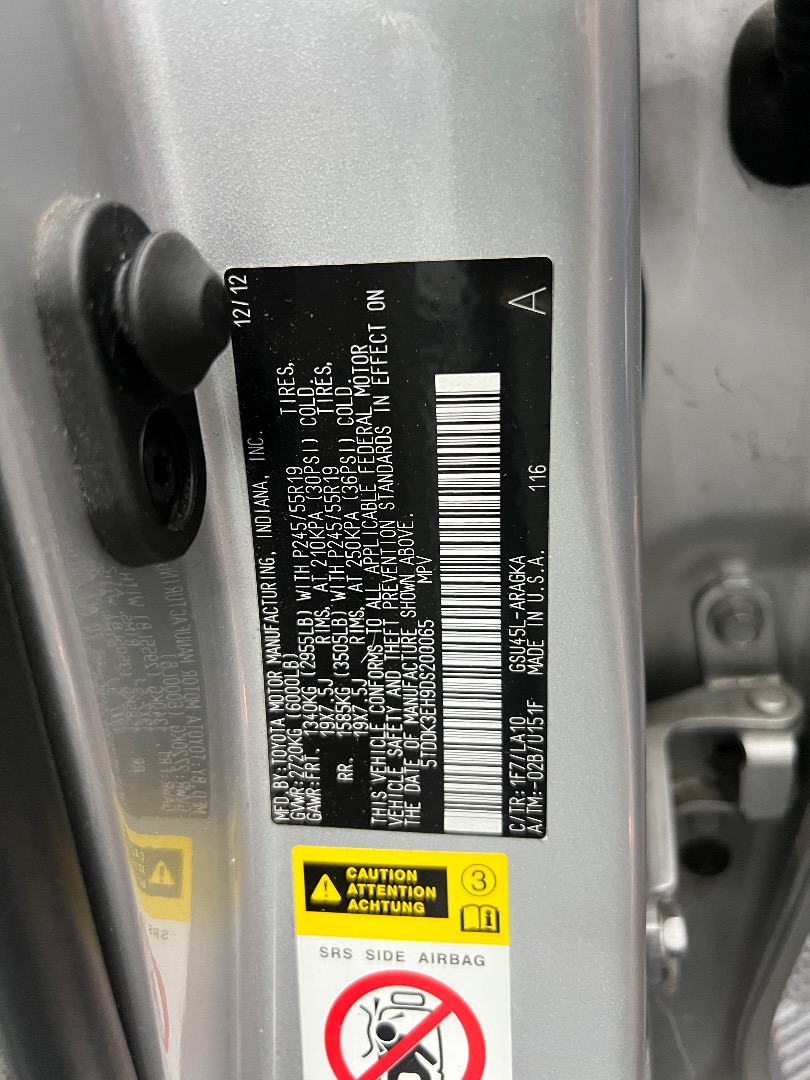 MFD BY: TOYOTA MOTOR MANUFACTURING, INDIANA, INC. 12/12
GVWR:2720KG (6000LB)
GAWR:FRT. 1340KG (2955LB) WITH P245/55R19 TIRES,
19X7.5J RIMS, AT 210KPA (30PSI) COLD.
RR. 1585KG (3505LB) WITH P245/55R19 TIRES,
19X7.5J RIMS, AT 250KPA (36PSI) COLD.
THIS VEHICLE CONFORMS TO ALL APPLICABLE FEDERAL MOTOR
VEHICLE SAFETY AND THEFT PREVENTION STANDARDS IN EFFECT ON
THE DATE OF MANUFACTURE SHOWN ABOVE.
5TDDK3EH9DS200065 MPV
C/TR: 1F7/LA10 GSU45L-ARAGKA 116
A/TM:-02B/U151F MADE IN U.S.A. A
CAUTION
ATTENTION
ACHTUNG
3
i
SRS SIDE AIRBAG